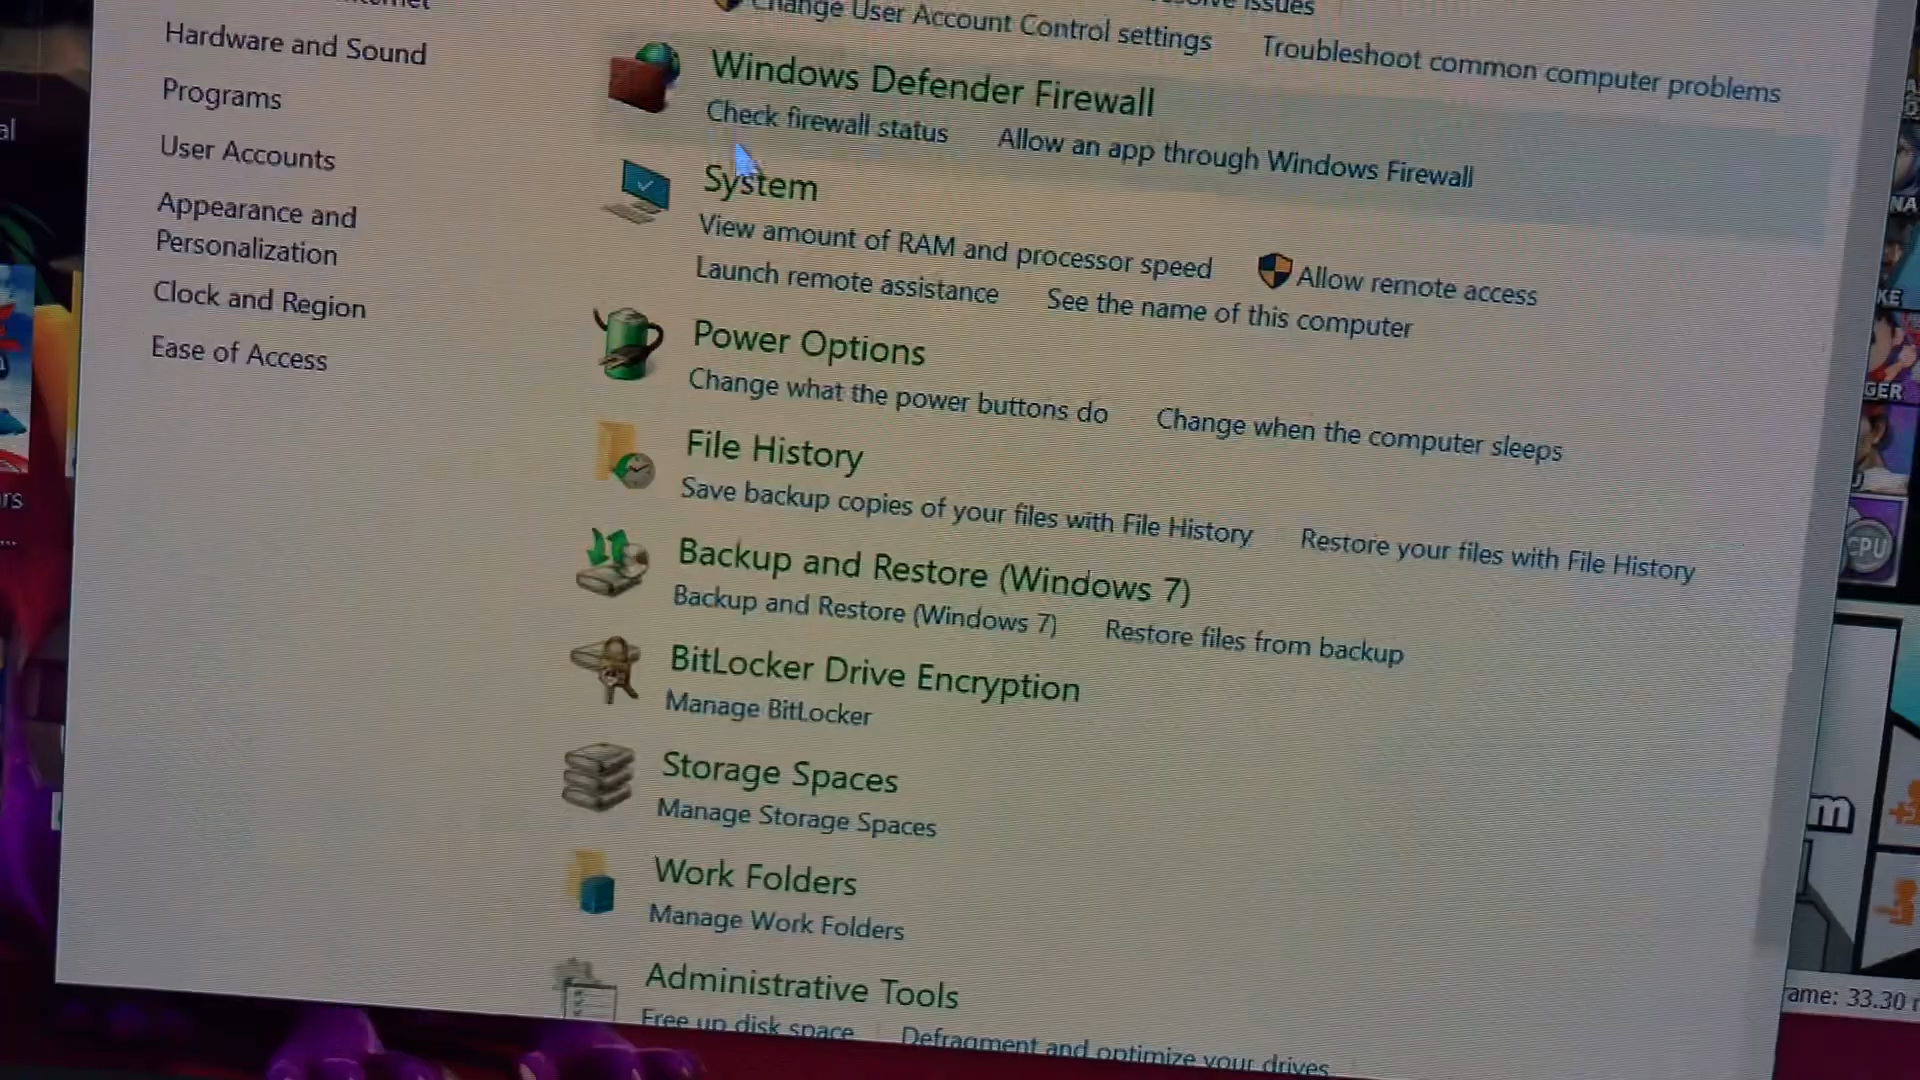 Hardware and Sound
Programs
User Accounts
Appearance and
Personalization
Clock and Region
Ease of Access
Change User Account Control settings
Troubleshoot common computer problems
Windows Defender Firewall
Check firewall status
Allow an app through Windows Firewall
System
View amount of RAM and processor speed
Allow remote access
Launch remote assistance
See the name of this computer
Power Options
Change what the power buttons do
Change when the computer sleeps
File History
Save backup copies of your files with File History
Restore your files with File History
Backup and Restore (Windows 7)
Backup and Restore (Windows 7)
Restore files from backup
BitLocker Drive Encryption
Manage BitLocker
Storage Spaces
Manage Storage Spaces
Work Folders
Manage Work Folders
Administrative Tools
Free up disk space
Defragment and optimize your drives
CPU
ame: 33.30